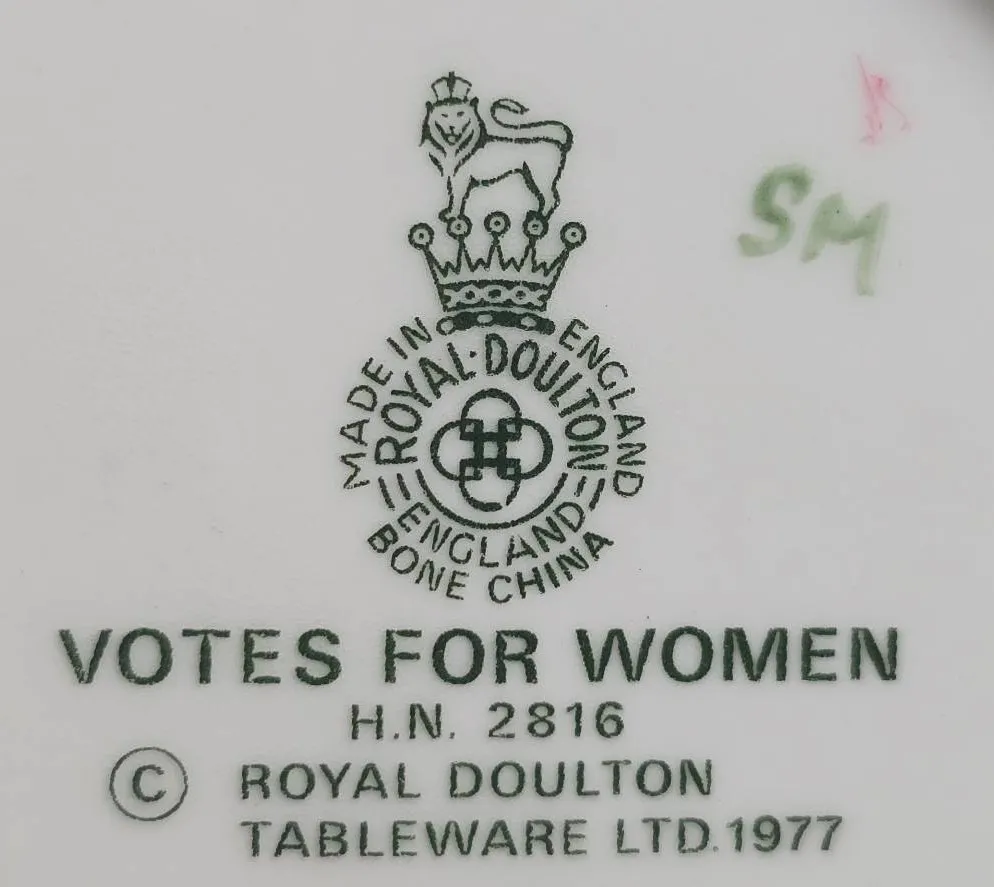 SM
MADE IN ENGLAND
ROYAL·DOULTON
ENGLAND
BONE CHINA
VOTES FOR WOMEN
H.N. 2816
© ROYAL DOULTON
TABLEWARE LTD. 1977